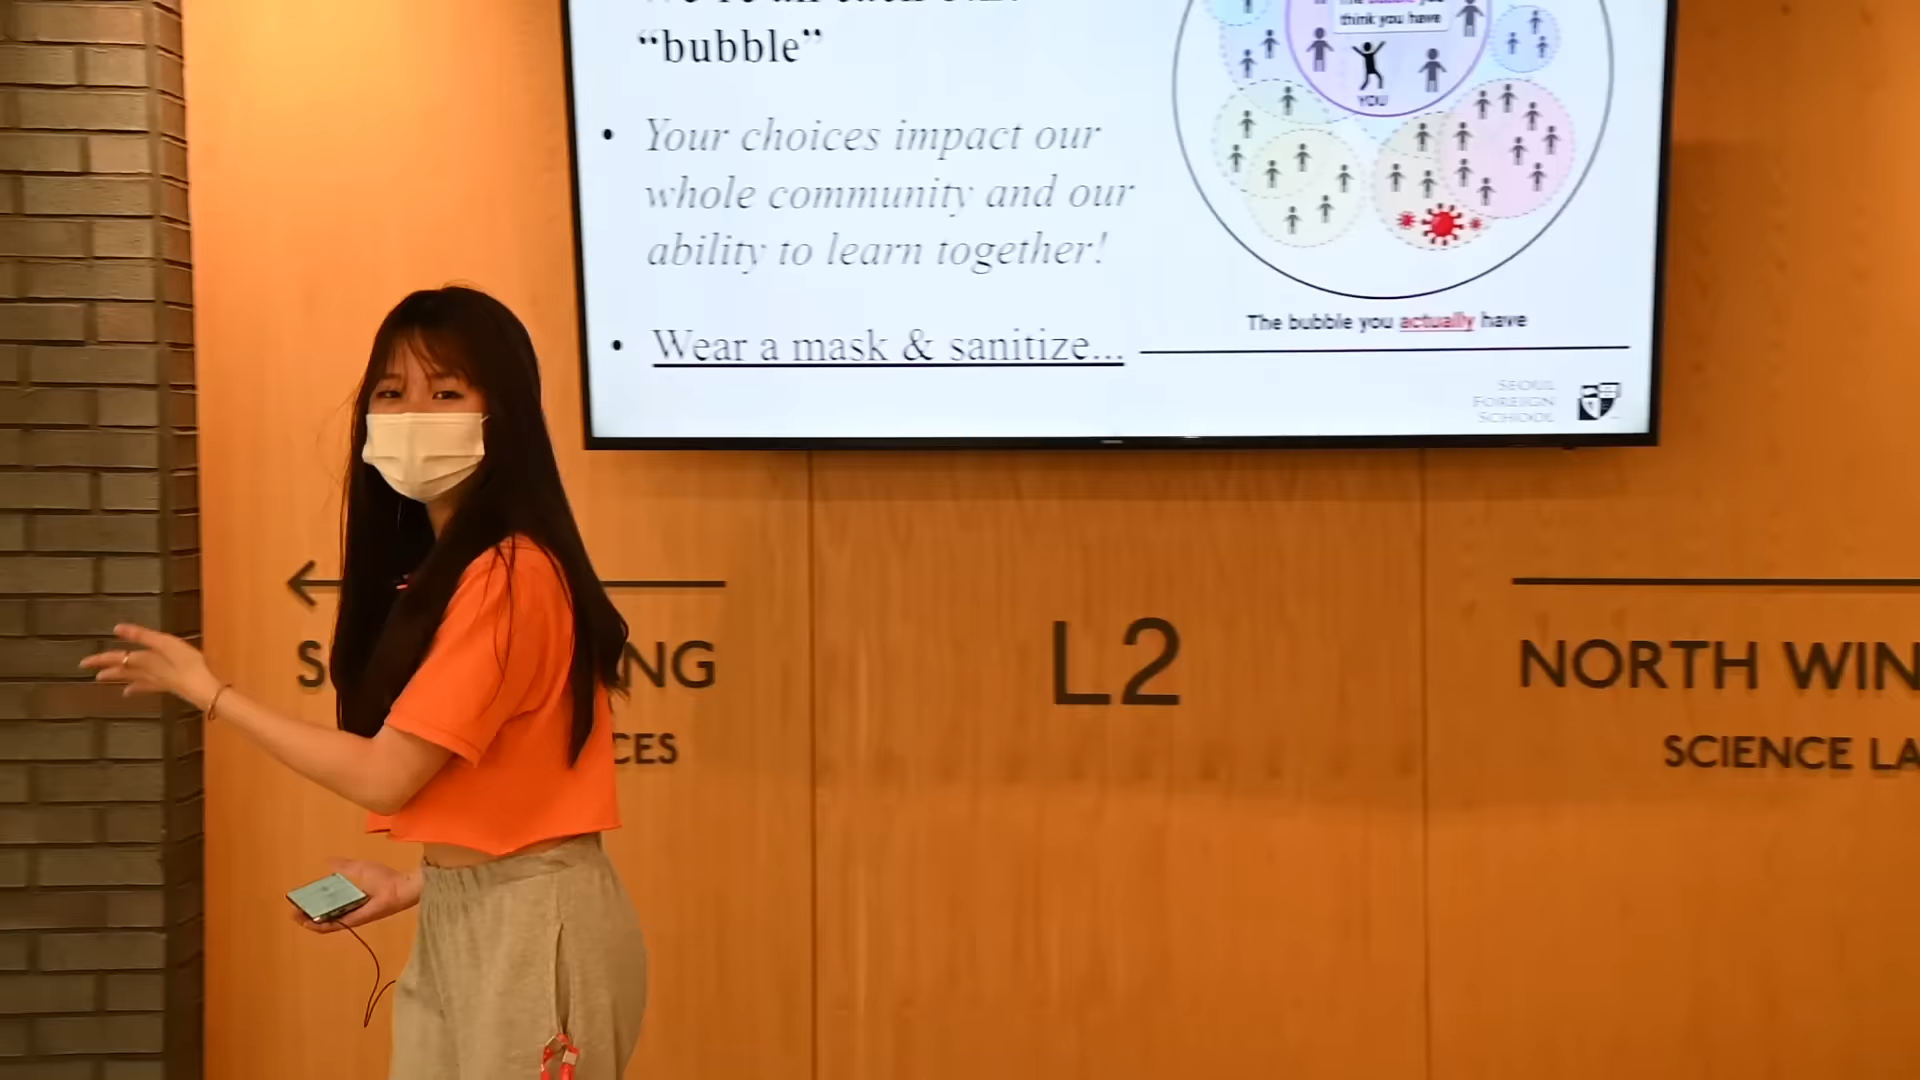 “bubble”
• Your choices impact our
whole community and our
ability to learn together!
• Wear a mask & sanitize...
think you have
YOU
The bubble you actually have
SEOUL
FOREIGN
SCHOOL
S NG
CES
L2
NORTH WIN
SCIENCE LA